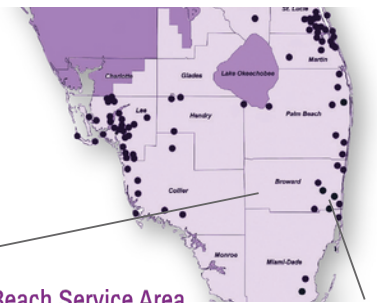 St. Lucie
Martin
Charlotte
Glades
Lake Okeechobee
Lee
Hendry
Palm Beach
Collier
Broward
Monroe
Miami-Dade
Beach Service Area